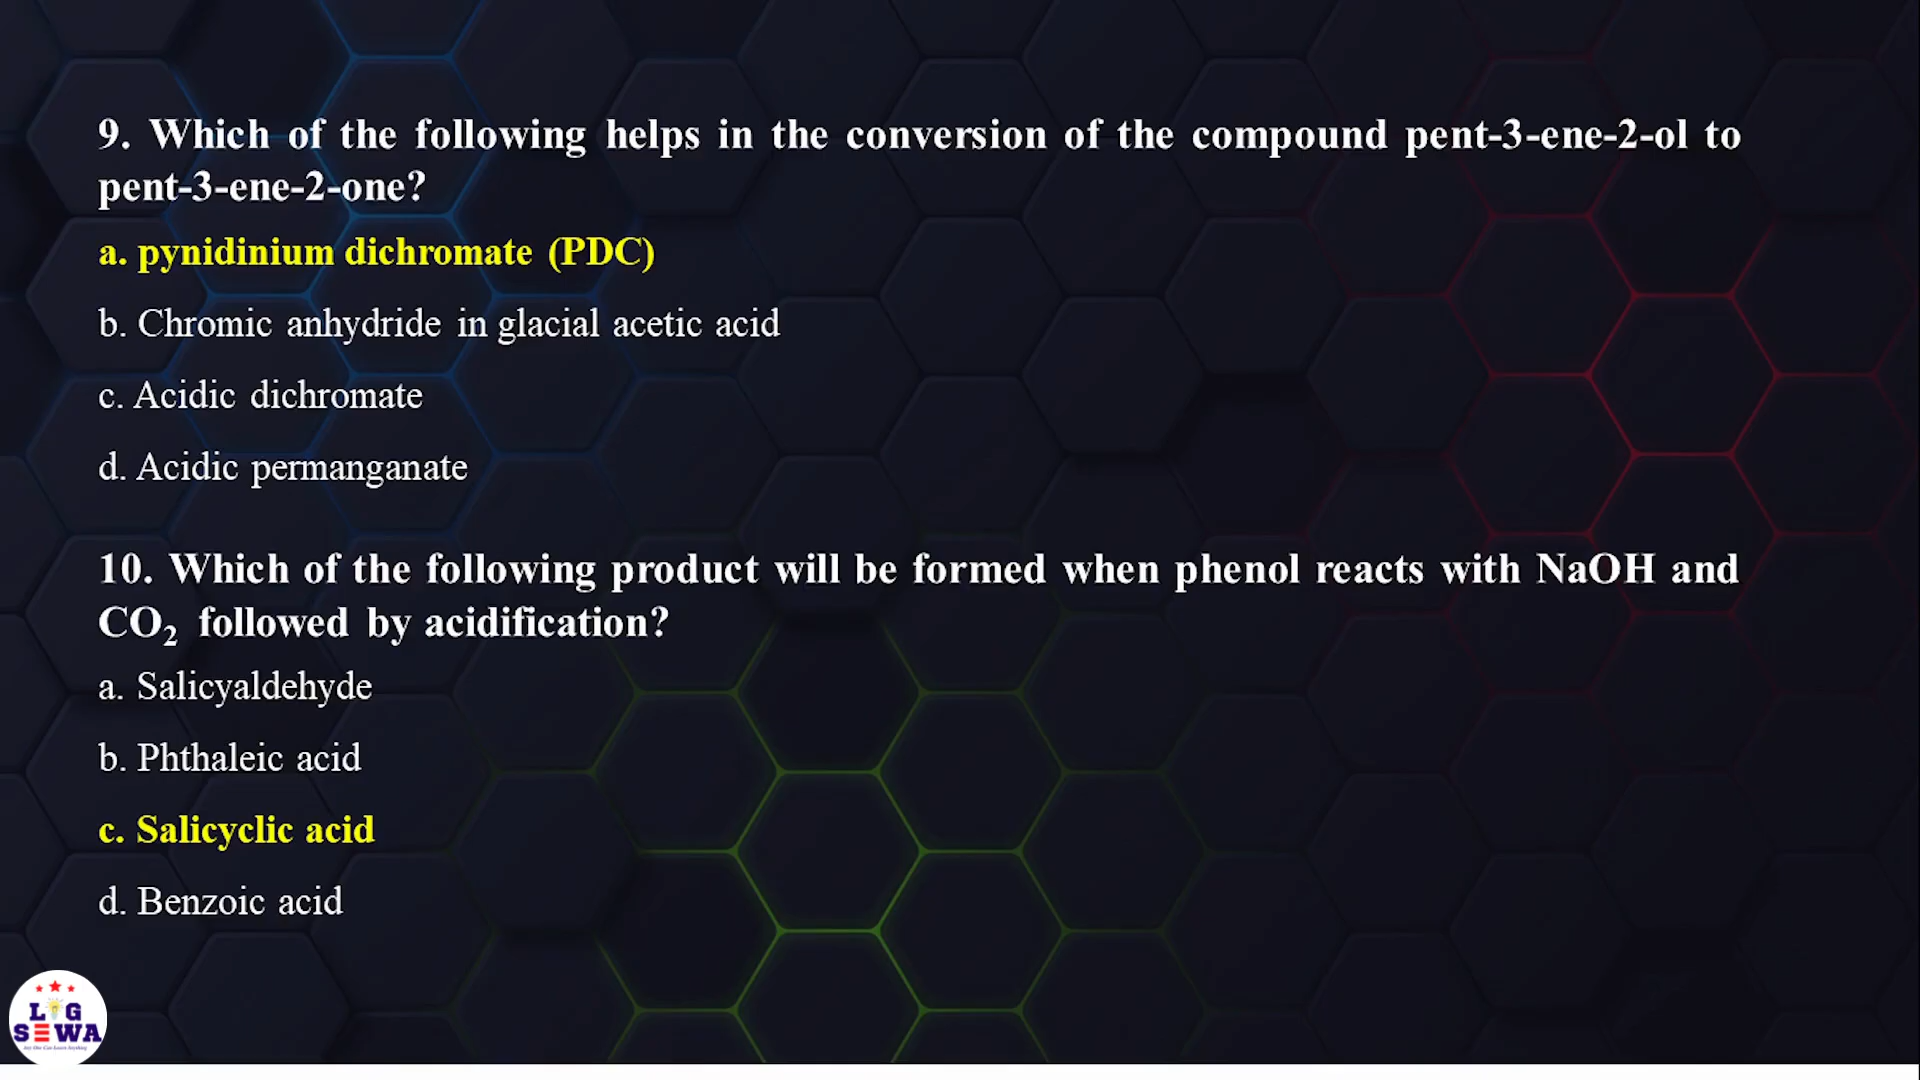 9. Which of the following helps in the conversion of the compound pent-3-ene-2-ol to
pent-3-ene-2-one?
a. pynidinium dichromate (PDC)
b. Chromic anhydride in glacial acetic acid
c. Acidic dichromate
d. Acidic permanganate
10. Which of the following product will be formed when phenol reacts with NaOH and
CO₂ followed by acidification?
a. Salicyaldehyde
b. Phthaleic acid
c. Salicyclic acid
d. Benzoic acid
L G
SEWA